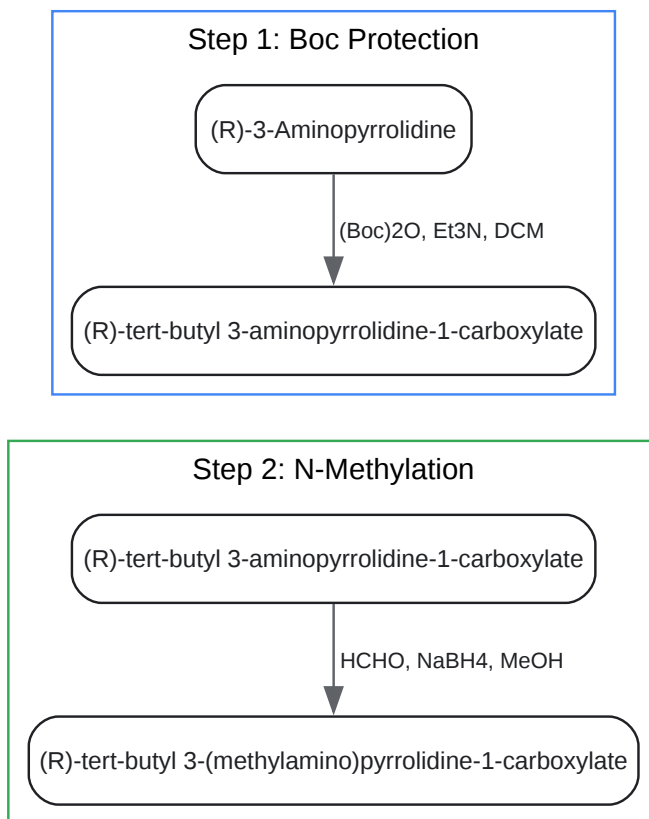 Step 1: Boc Protection
(R)-3-Aminopyrrolidine
(Boc)2O, Et3N, DCM
(R)-tert-butyl 3-aminopyrrolidine-1-carboxylate
Step 2: N-Methylation
(R)-tert-butyl 3-aminopyrrolidine-1-carboxylate
HCHO, NaBH4, MeOH
(R)-tert-butyl 3-(methylamino)pyrrolidine-1-carboxylate